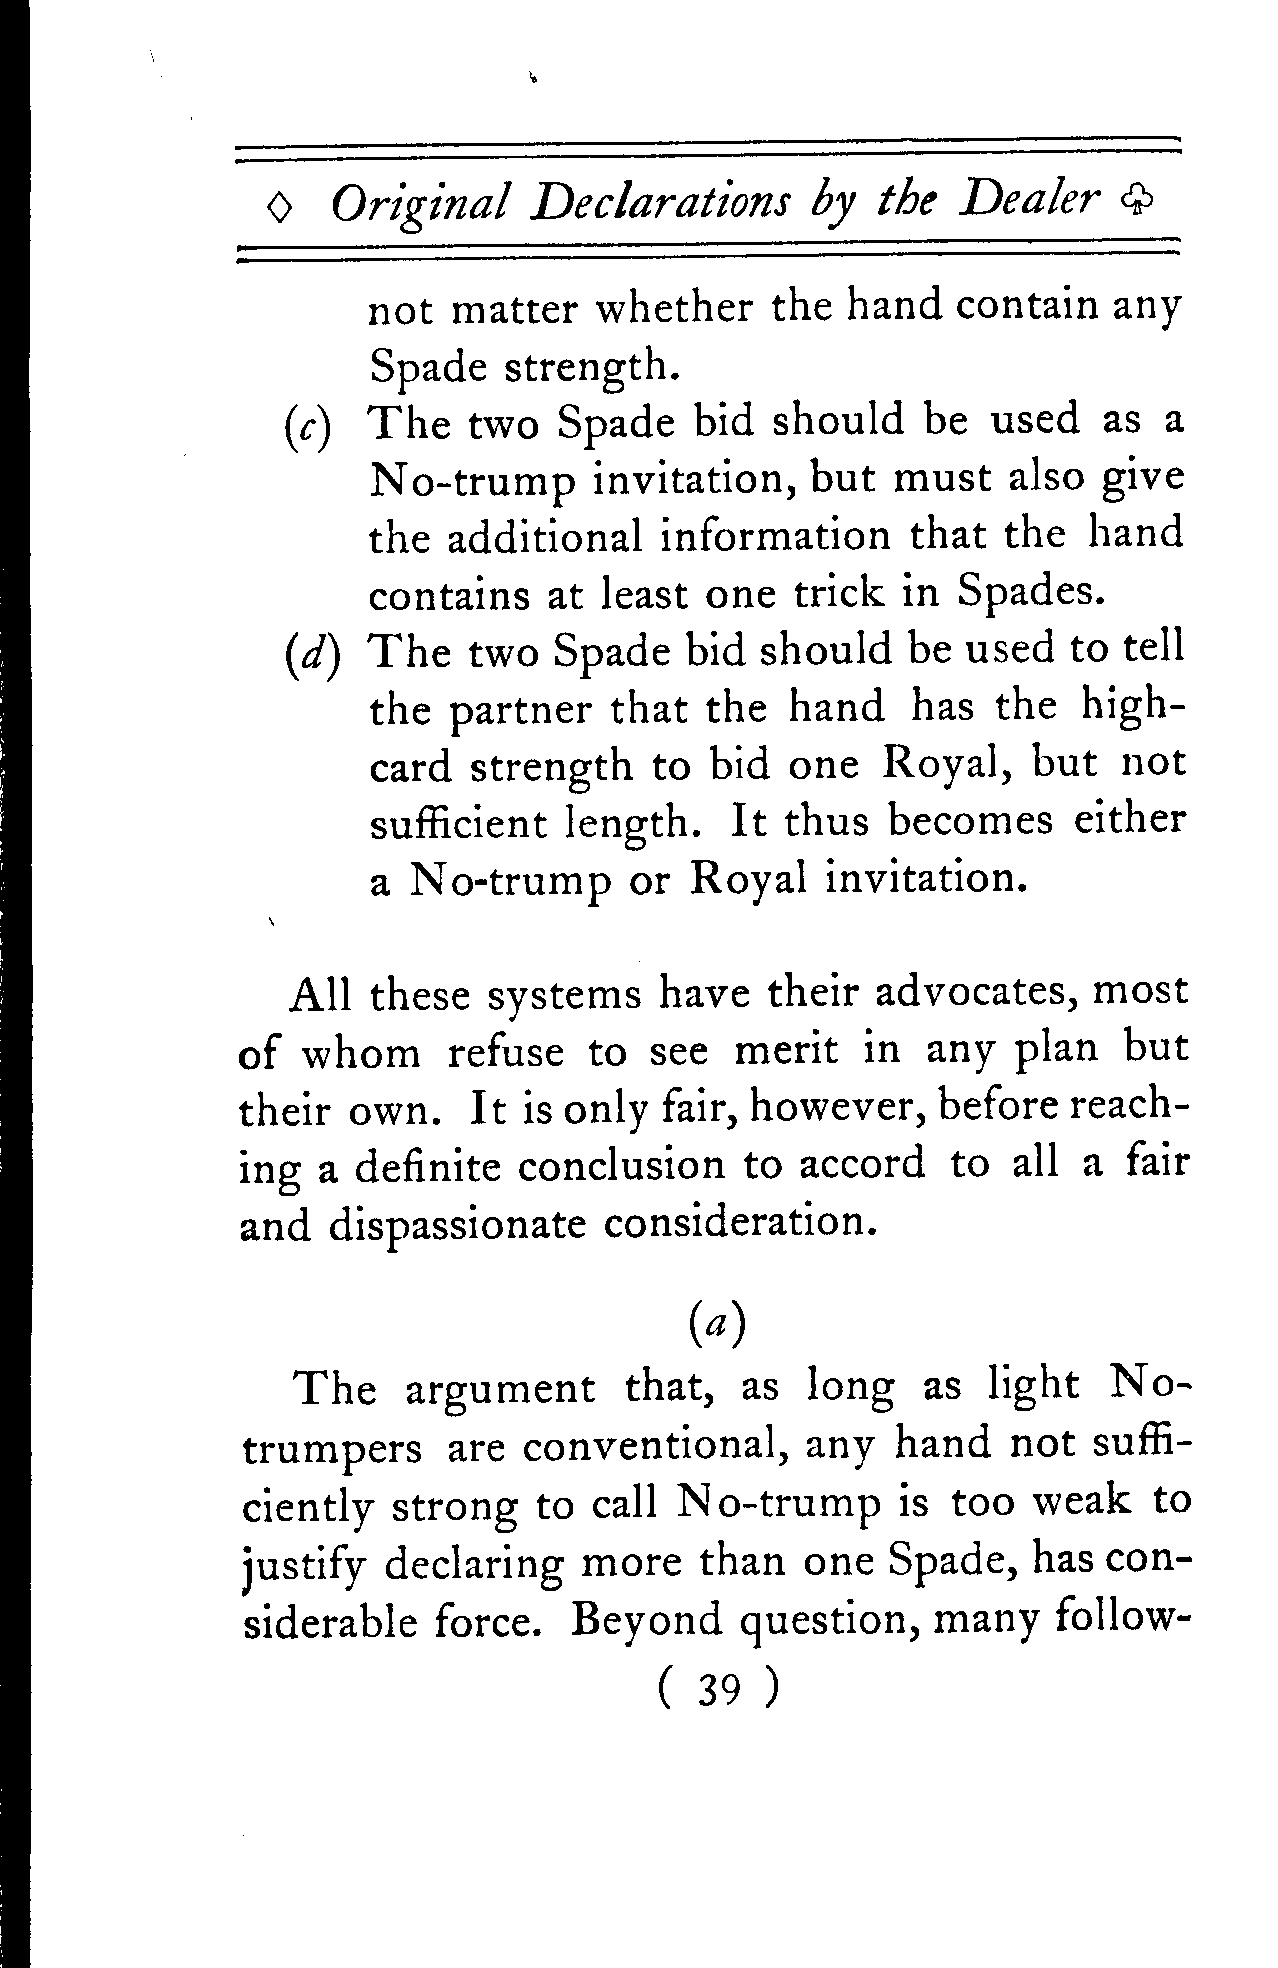 ◊ Original Declarations by the Dealer ♧
not matter whether the hand contain any
Spade strength.
(c) The two Spade bid should be used as a
No-trump invitation, but must also give
the additional information that the hand
contains at least one trick in Spades.
(d) The two Spade bid should be used to tell
the partner that the hand has the high-
card strength to bid one Royal, but not
sufficient length. It thus becomes either
a No-trump or Royal invitation.
All these systems have their advocates, most
of whom refuse to see merit in any plan but
their own. It is only fair, however, before reach-
ing a definite conclusion to accord to all a fair
and dispassionate consideration.
(a)
The argument that, as long as light No-
trumpers are conventional, any hand not suffi-
ciently strong to call No-trump is too weak to
justify declaring more than one Spade, has con-
siderable force. Beyond question, many follow-
( 39 )